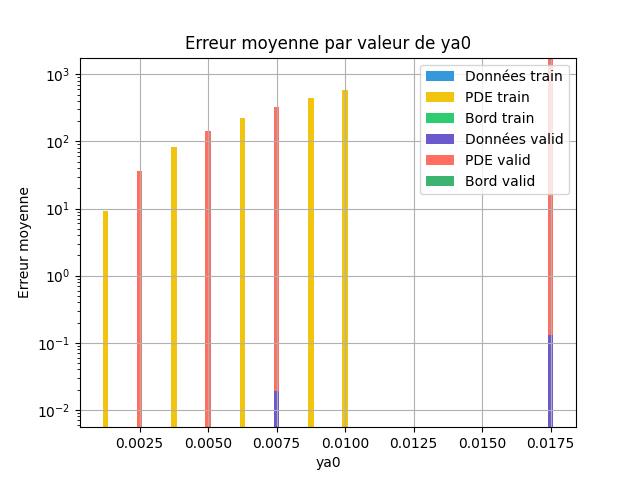 Erreur moyenne par valeur de ya0
Erreur moyenne
10³
10²
10¹
10⁰
10⁻¹
10⁻²
Données train
PDE train
Bord train
Données valid
PDE valid
Bord valid
0.0025 0.0050 0.0075 0.0100 0.0125 0.0150 0.0175
ya0